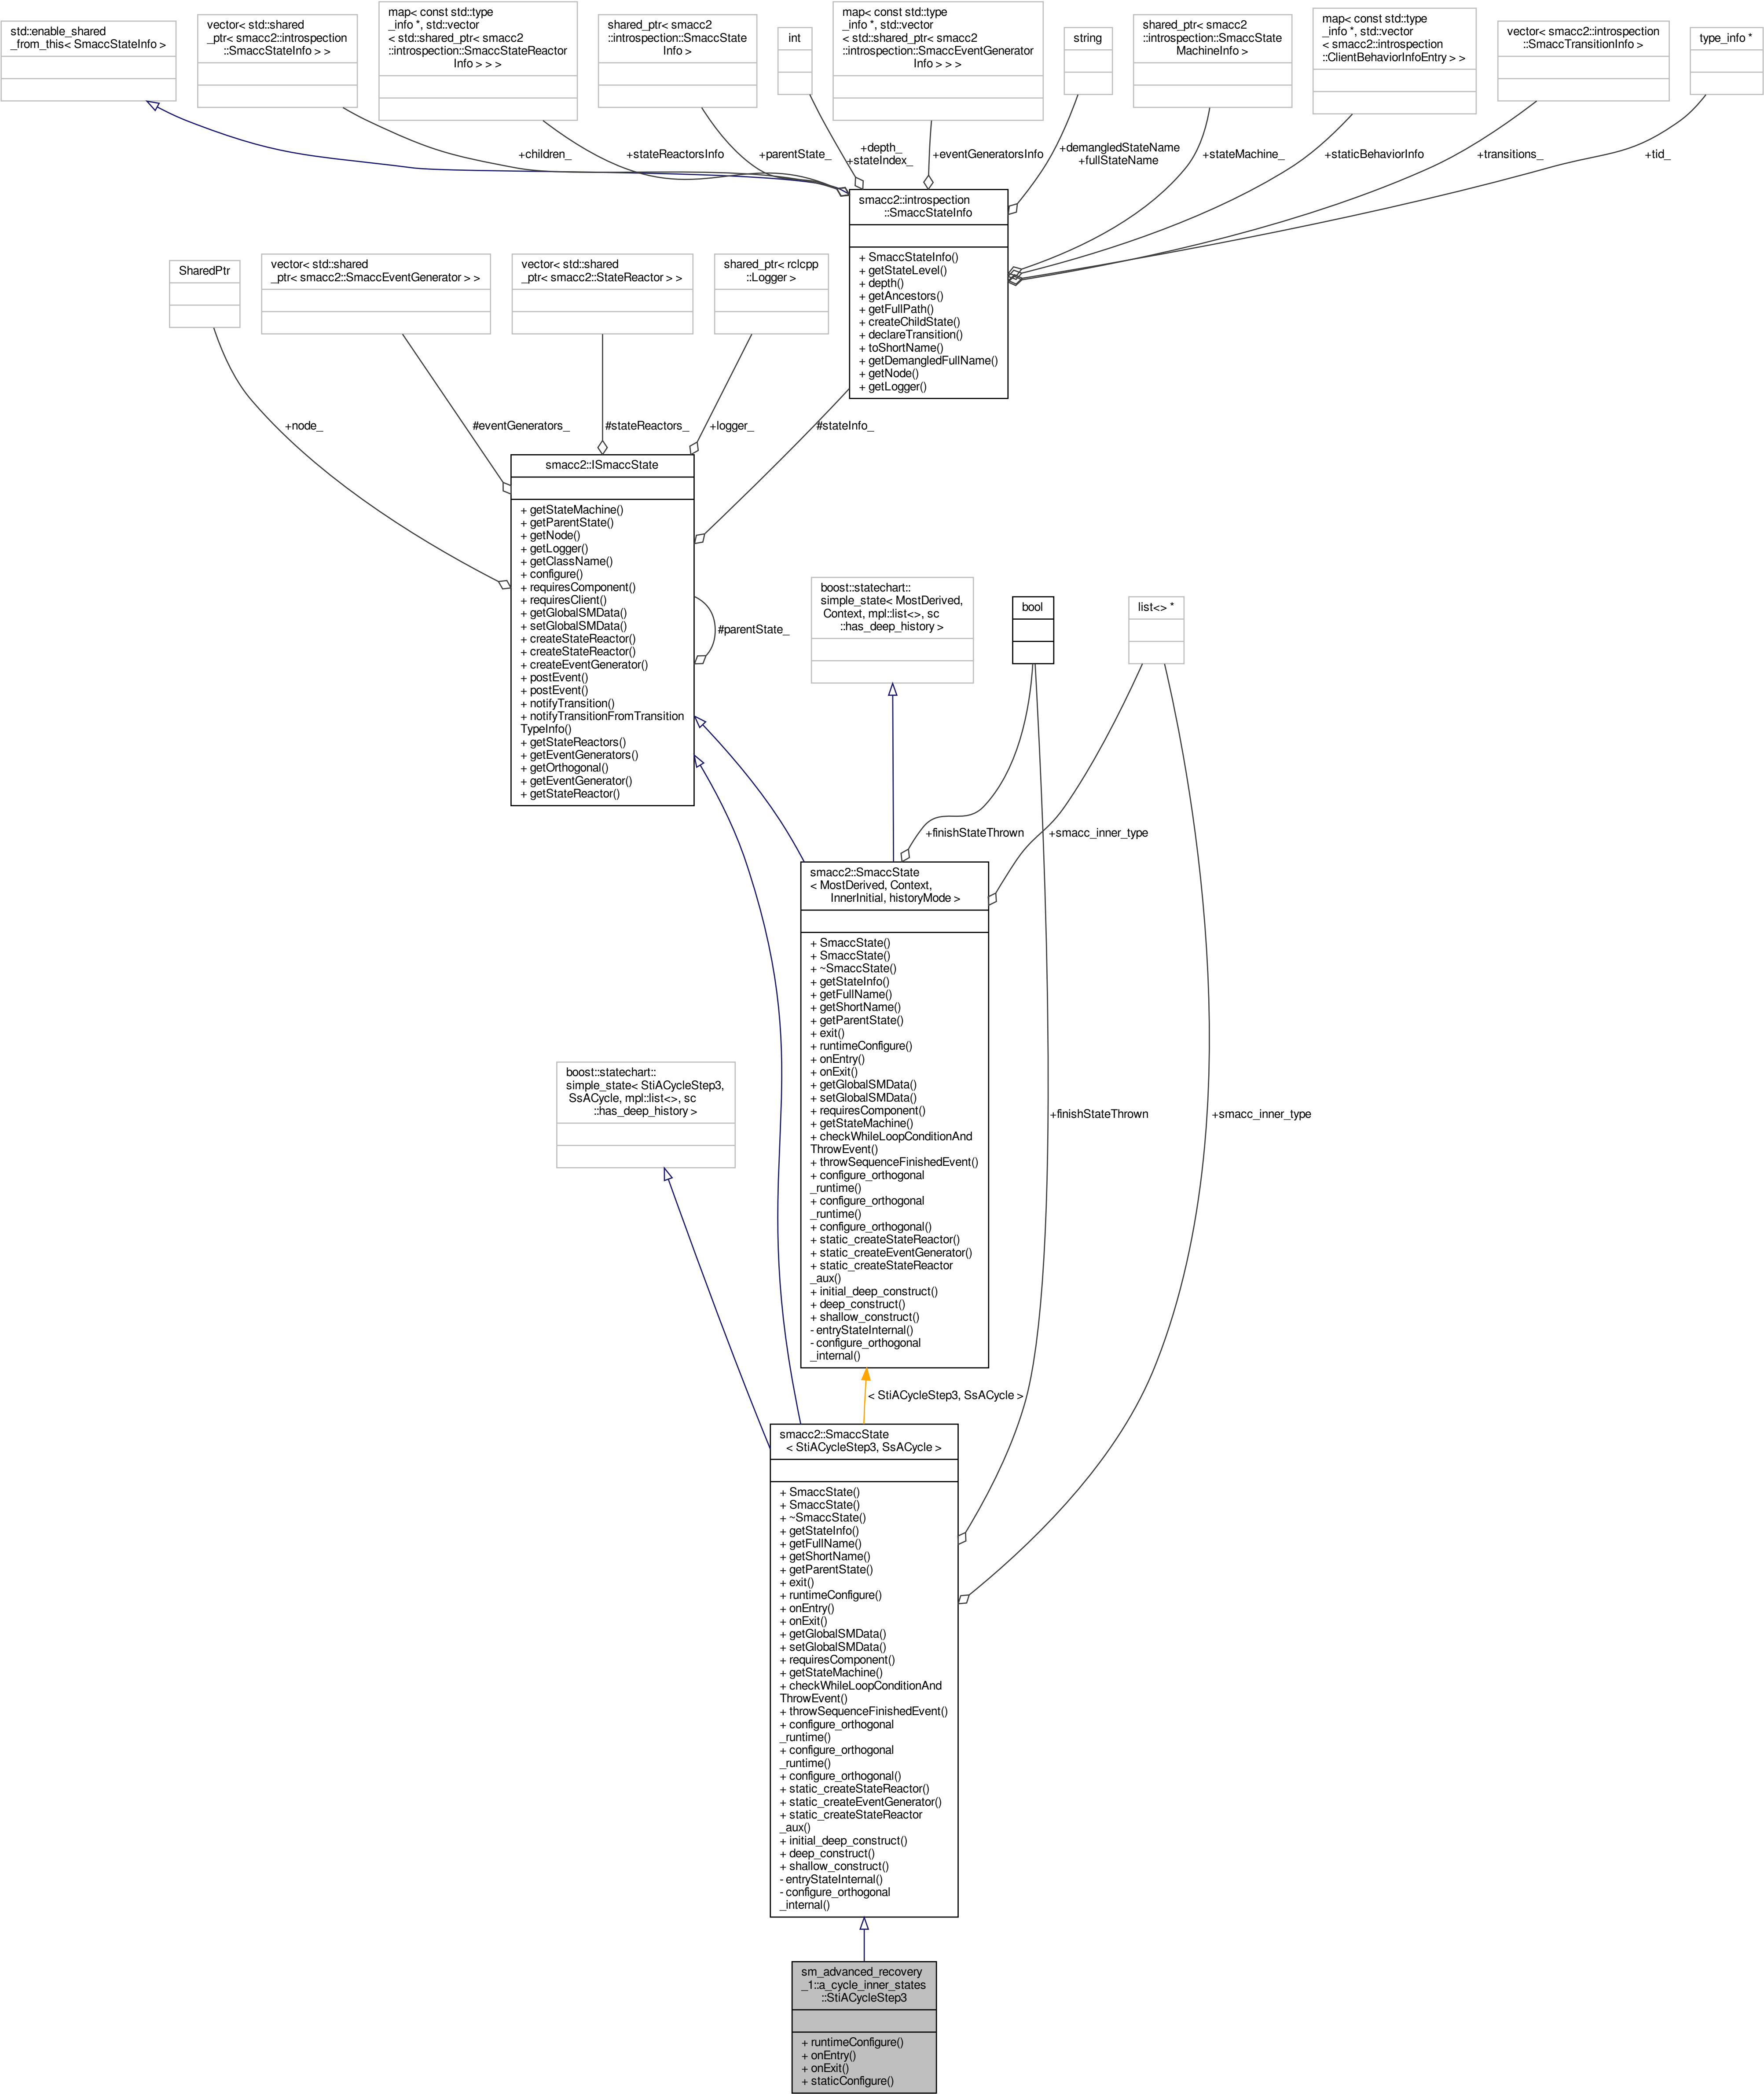 std::enable_shared
_from_this< SmaccStateInfo >
vector< std::shared
_ptr< smacc2::introspection
::SmaccStateInfo > >
map< const std::type
_info *, std::vector
< std::shared_ptr< smacc2
::introspection::SmaccStateReactor
Info > > >
shared_ptr< smacc2
::introspection::SmaccState
Info >
int
map< const std::type
_info *, std::vector
< std::shared_ptr< smacc2
::introspection::SmaccEventGenerator
Info > > >
string
shared_ptr< smacc2
::introspection::SmaccState
MachineInfo >
map< const std::type
_info *, std::vector
< smacc2::introspection
::ClientBehaviorInfoEntry > >
vector< smacc2::introspection
::SmaccTransitionInfo >
type_info *
+children_
+stateReactorsInfo
+parentState_
+depth_
+stateIndex_
+eventGeneratorsInfo
+demangledStateName
+fullStateName
+stateMachine_
+staticBehaviorInfo
+transitions_
+tid_
smacc2::introspection
::SmaccStateInfo
+ SmaccStateInfo()
+ getStateLevel()
+ depth()
+ getAncestors()
+ getFullPath()
+ createChildState()
+ declareTransition()
+ toShortName()
+ getDemangledFullName()
+ getNode()
+ getLogger()
SharedPtr
vector< std::shared
_ptr< smacc2::SmaccEventGenerator > >
vector< std::shared
_ptr< smacc2::StateReactor > >
shared_ptr< rclcpp
::Logger >
+node_
#eventGenerators_
#stateReactors_
+logger_
#stateInfo_
smacc2::ISmaccState
+ getStateMachine()
+ getParentState()
+ getNode()
+ getLogger()
+ getClassName()
+ configure()
+ requiresComponent()
+ requiresClient()
+ getGlobalSMData()
+ setGlobalSMData()
+ createStateReactor()
+ createStateReactor()
+ createEventGenerator()
+ postEvent()
+ postEvent()
+ notifyTransition()
+ notifyTransitionFromTransition
TypeInfo()
+ getStateReactors()
+ getEventGenerators()
+ getOrthogonal()
+ getEventGenerator()
+ getStateReactor()
#parentState_
boost::statechart::
simple_state< MostDerived,
Context, mpl::list<>, sc
::has_deep_history >
bool
list<> *
+finishStateThrown
+smacc_inner_type
smacc2::SmaccState
< MostDerived, Context,
InnerInitial, historyMode >
+ SmaccState()
+ SmaccState()
+ ~SmaccState()
+ getStateInfo()
+ getFullName()
+ getShortName()
+ getParentState()
+ exit()
+ runtimeConfigure()
+ onEntry()
+ onExit()
+ getGlobalSMData()
+ setGlobalSMData()
+ requiresComponent()
+ getStateMachine()
+ checkWhileLoopConditionAnd
ThrowEvent()
+ throwSequenceFinishedEvent()
+ configure_orthogonal
_runtime()
+ configure_orthogonal
_runtime()
+ configure_orthogonal()
+ static_createStateReactor()
+ static_createEventGenerator()
+ static_createStateReactor
_aux()
+ initial_deep_construct()
+ deep_construct()
+ shallow_construct()
- entryStateInternal()
- configure_orthogonal
_internal()
boost::statechart::
simple_state< StiACycleStep3,
SsACycle, mpl::list<>, sc
::has_deep_history >
+finishStateThrown
+smacc_inner_type
< StiACycleStep3, SsACycle >
smacc2::SmaccState
< StiACycleStep3, SsACycle >
+ SmaccState()
+ SmaccState()
+ ~SmaccState()
+ getStateInfo()
+ getFullName()
+ getShortName()
+ getParentState()
+ exit()
+ runtimeConfigure()
+ onEntry()
+ onExit()
+ getGlobalSMData()
+ setGlobalSMData()
+ requiresComponent()
+ getStateMachine()
+ checkWhileLoopConditionAnd
ThrowEvent()
+ throwSequenceFinishedEvent()
+ configure_orthogonal
_runtime()
+ configure_orthogonal
_runtime()
+ configure_orthogonal()
+ static_createStateReactor()
+ static_createEventGenerator()
+ static_createStateReactor
_aux()
+ initial_deep_construct()
+ deep_construct()
+ shallow_construct()
- entryStateInternal()
- configure_orthogonal
_internal()
sm_advanced_recovery
_1::a_cycle_inner_states
::StiACycleStep3
+ runtimeConfigure()
+ onEntry()
+ onExit()
+ staticConfigure()